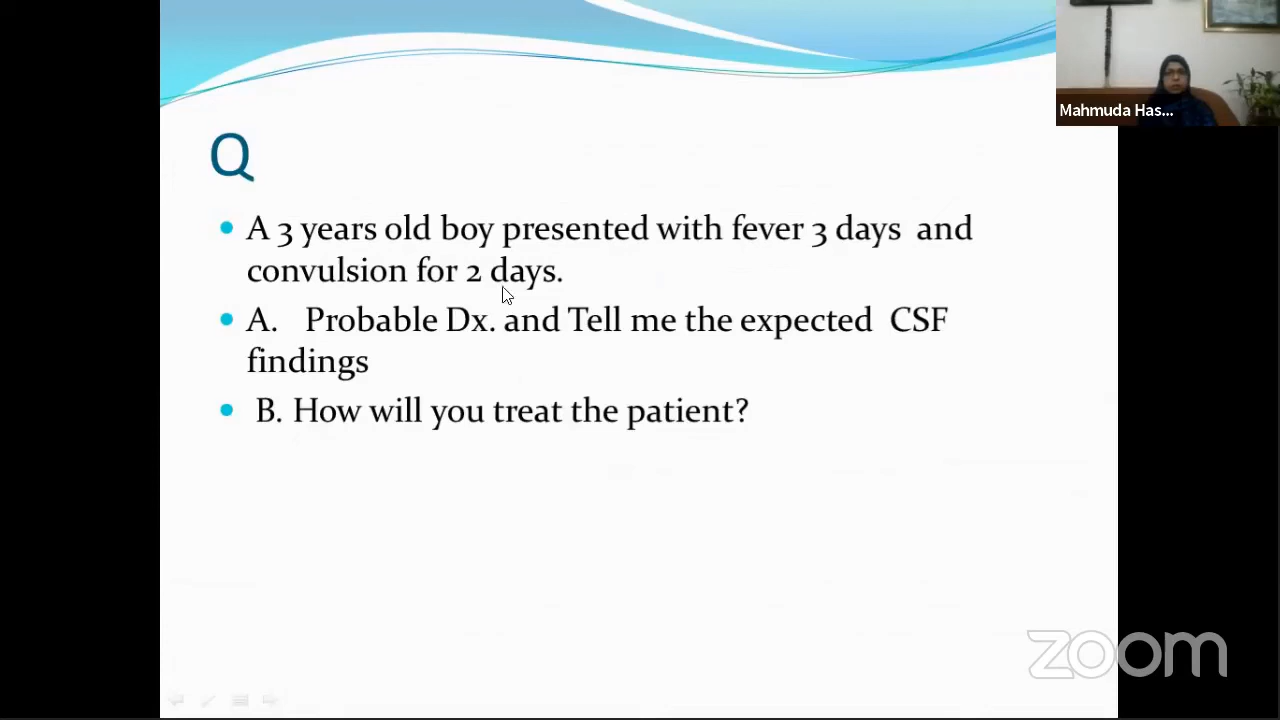 Mahmuda Has...
Q
A 3 years old boy presented with fever 3 days and
convulsion for 2 days.
A. Probable Dx. and Tell me the expected CSF
findings
B. How will you treat the patient?
zoom